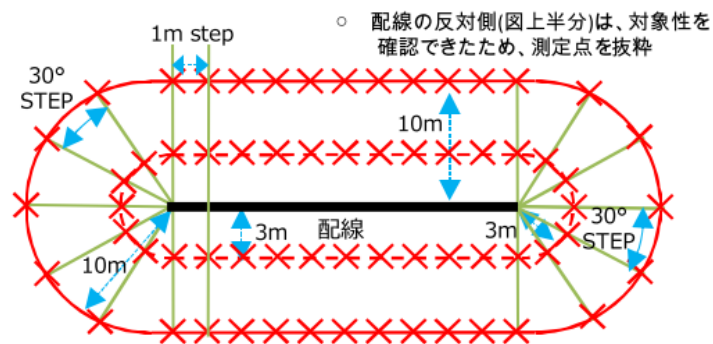 ○ 配線の反対側(図上半分)は、対象性を
確認できたため、測定点を抜粋
1m step
30°
STEP
10m
配線
3m
3m
30°
STEP
10m